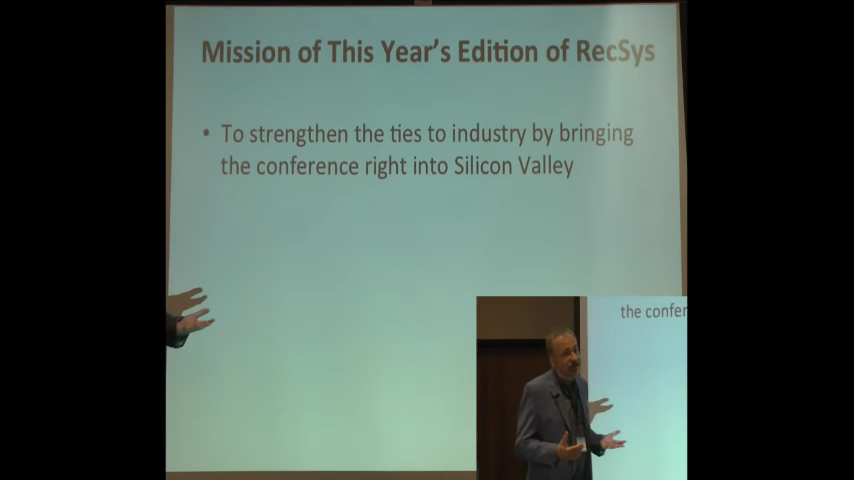 Mission of This Year's Edition of RecSys
• To strengthen the ties to industry by bringing
the conference right into Silicon Valley
the confer